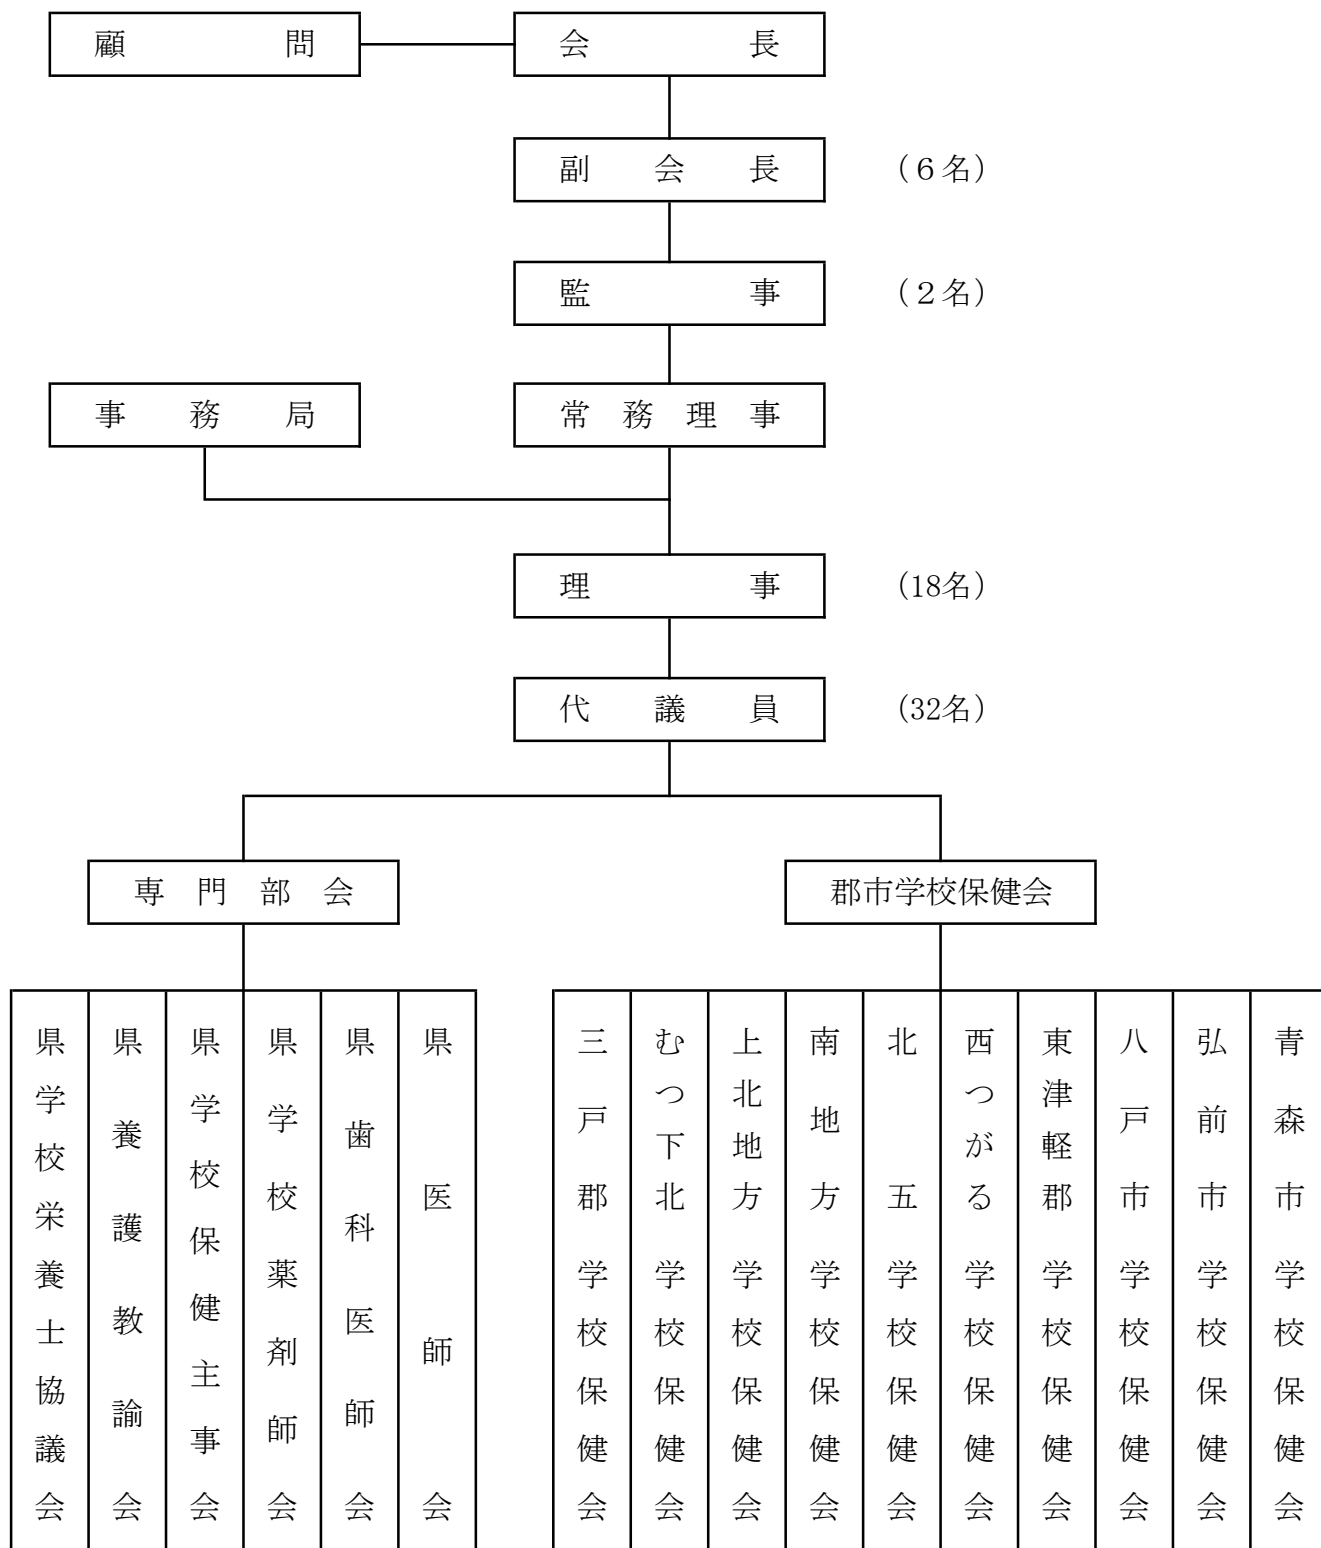 顧問
会長
副会長
（６名）
監事
（２名）
事務局
常務理事
理事
（18名）
代議員
（32名）
専門部会
郡市学校保健会
県学校栄養士協議会
県養護教諭会
県学校保健主事会
県学校薬剤師会
県歯科医師会
県医師会
三戸郡学校保健会
むつ下北学校保健会
上北地方学校保健会
南地方学校保健会
北五学校保健会
西つがる学校保健会
東津軽郡学校保健会
八戸市学校保健会
弘前市学校保健会
青森市学校保健会